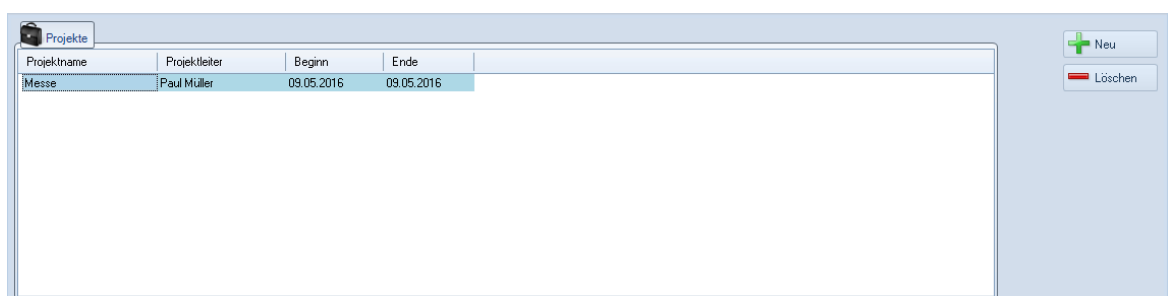 Projekte
Neu
Projektname Projektleiter Beginn Ende
Löschen
Messe Paul Müller 09.05.2016 09.05.2016